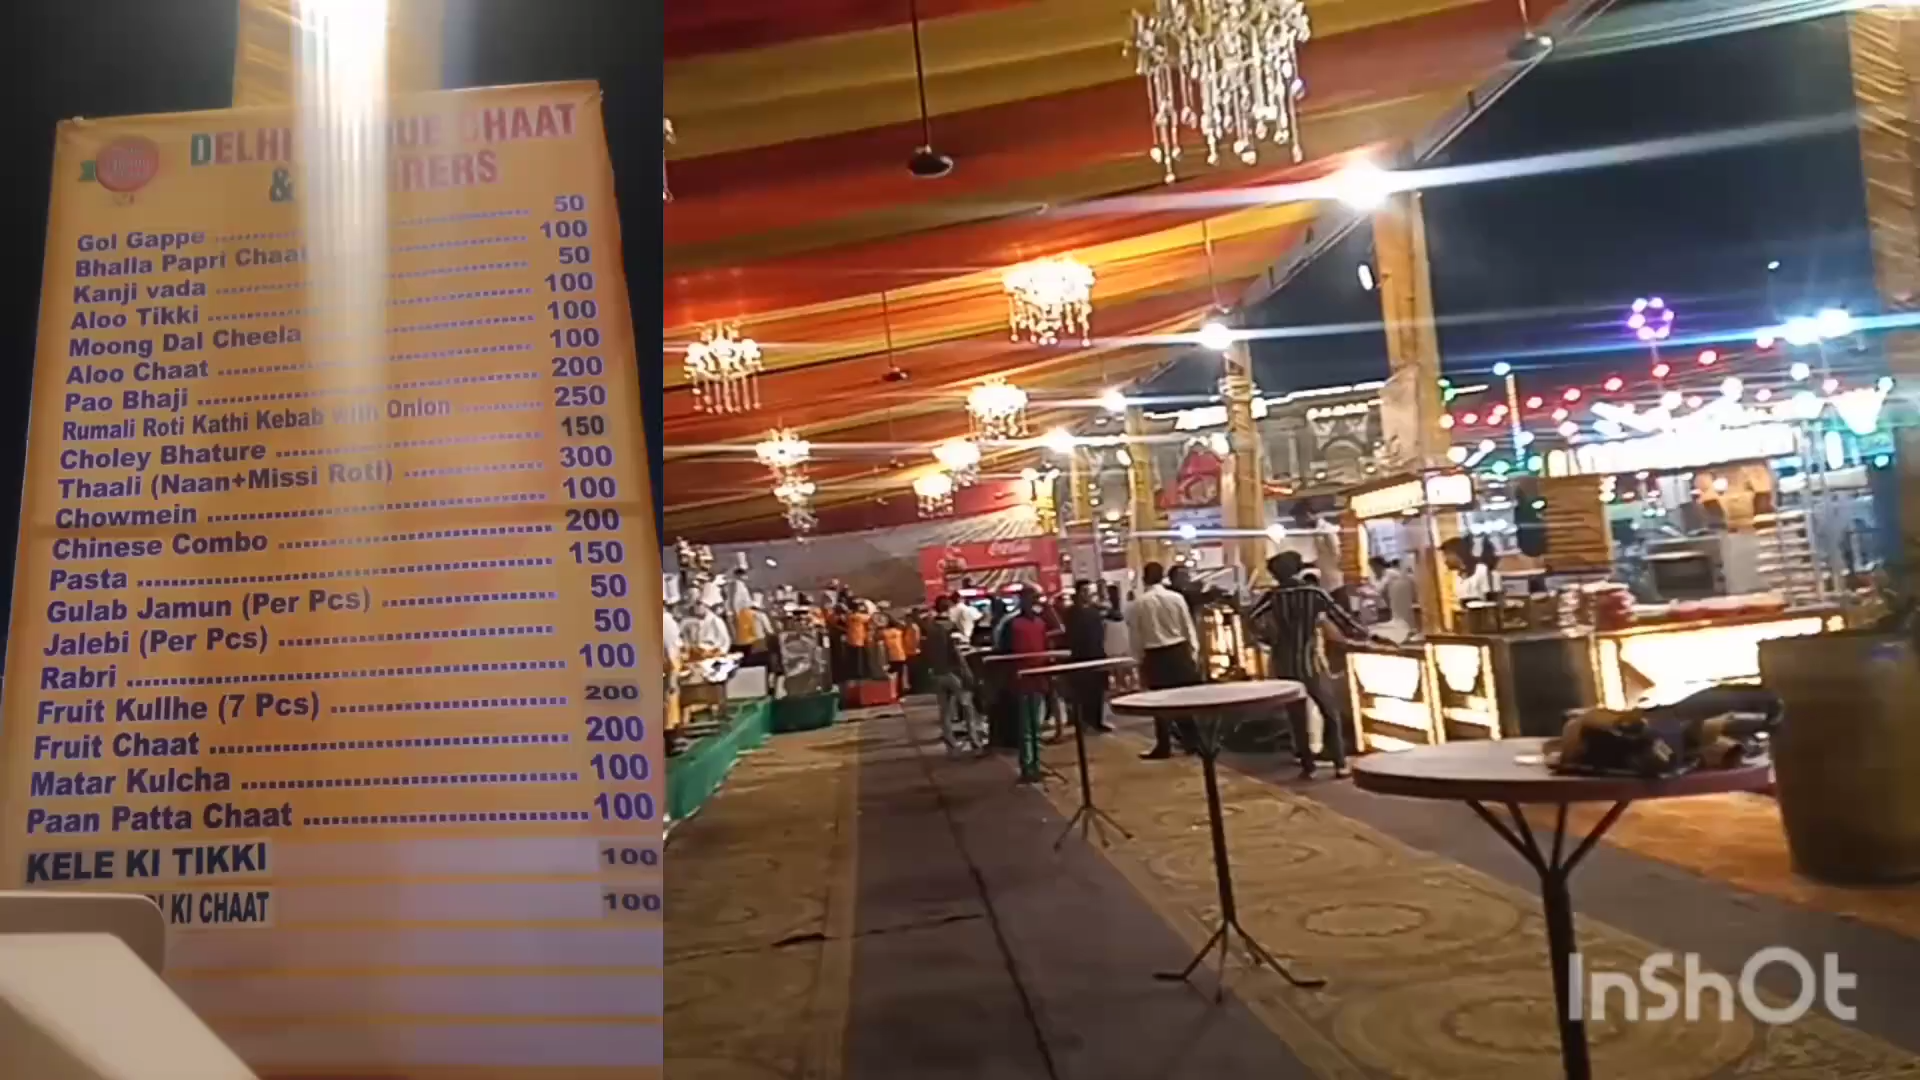 DELHI CHAAT
&
Gol Gappe ........ 50
Bhalla Papri Chaat ........ 100
Kanji vada ........ 50
Aloo Tikki ........ 100
Moong Dal Cheela ........ 100
Aloo Chaat ........ 100
Pao Bhaji ........ 200
Rumali Roti Kathi Kebab with Onion ........ 250
Choley Bhature ........ 150
Thaali (Naan+Missi Roti) ........ 300
Chowmein ........ 100
Chinese Combo ........ 200
Pasta ........ 150
Gulab Jamun (Per Pcs) ........ 50
Jalebi (Per Pcs) ........ 50
Rabri ........ 100
Fruit Kullhe (7 Pcs) ........ 200
Fruit Chaat ........ 200
Matar Kulcha ........ 100
Paan Patta Chaat ........ 100
KELE KI TIKKI 100
KI CHAAT 100
InShOt